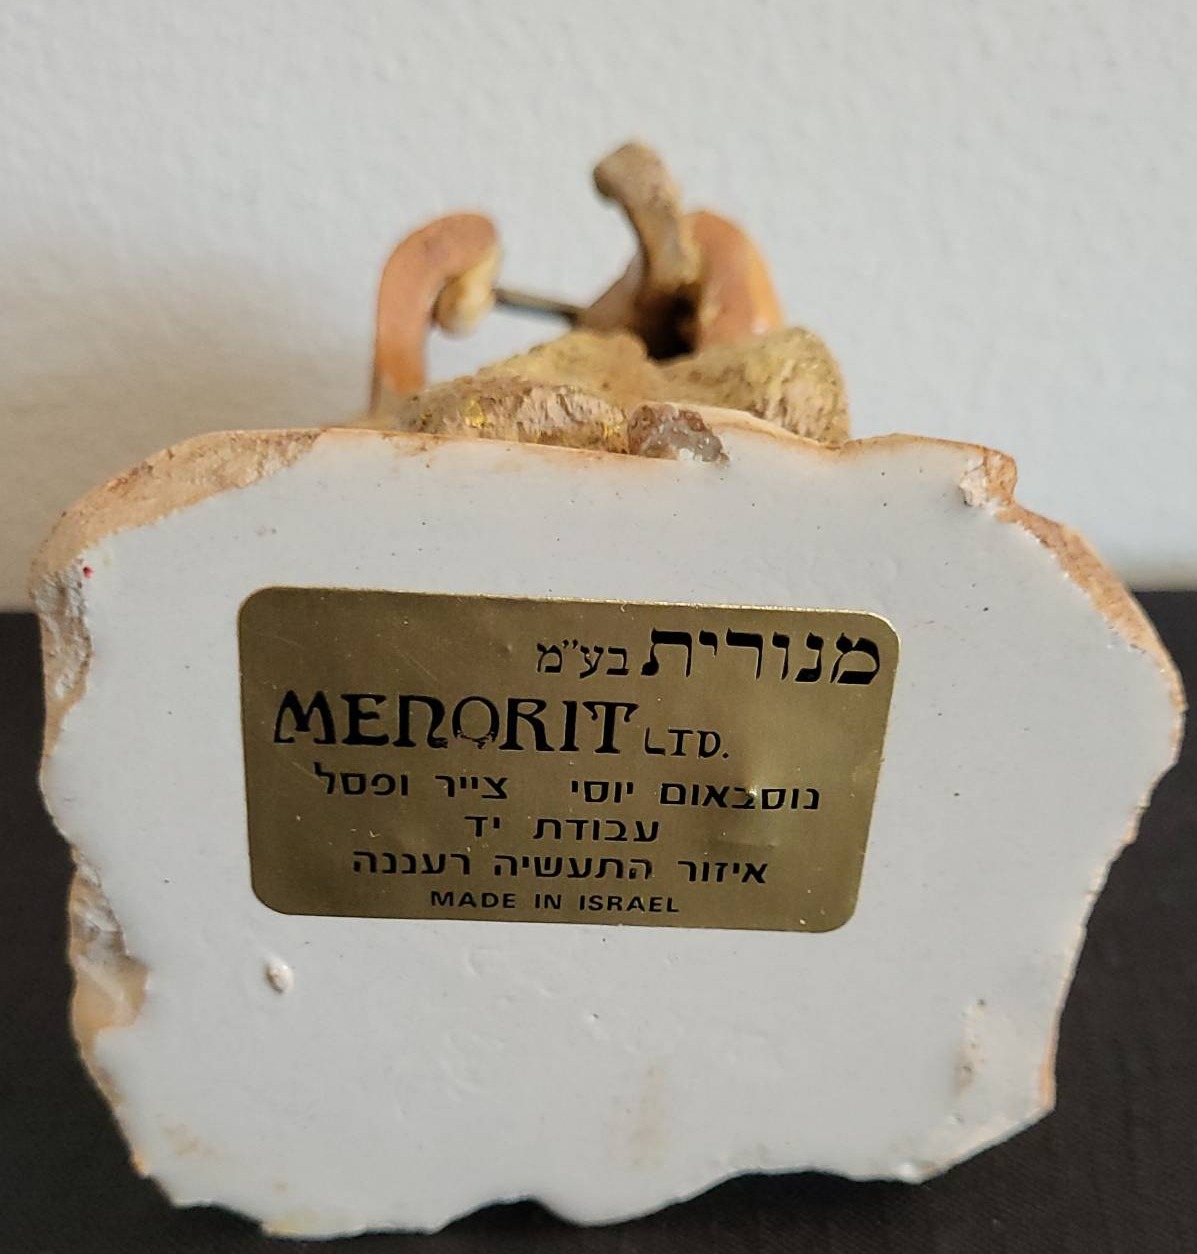 מנורית בע״מ
MENORIT LTD.
נוסבאום יוסי צייר ופסל
עבודת יד
איזור התעשיה רעננה
MADE IN ISRAEL